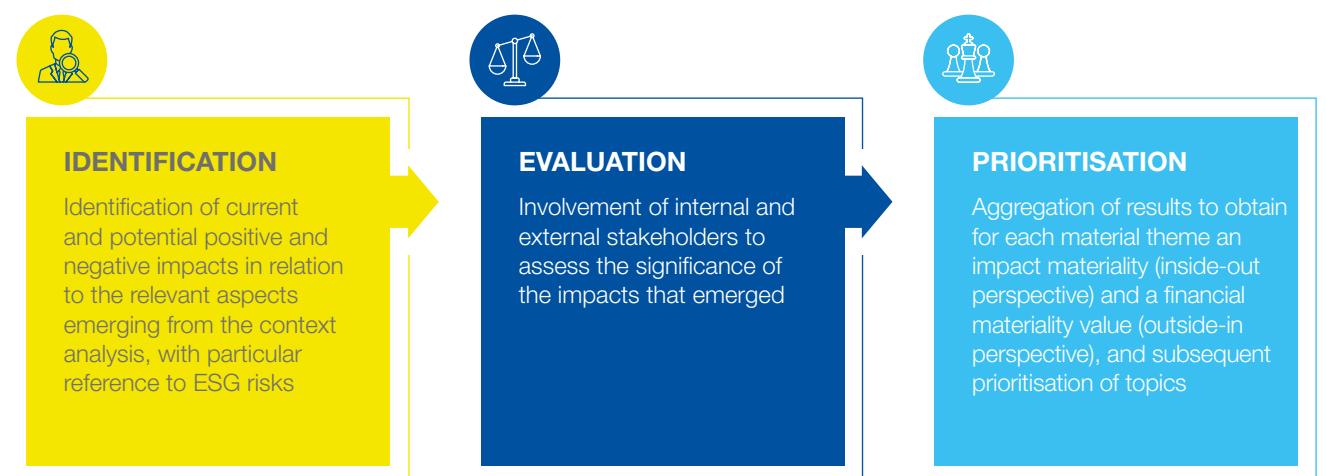 IDENTIFICATION
Identification of current
and potential positive and
negative impacts in relation
to the relevant aspects
emerging from the context
analysis, with particular
reference to ESG risks
EVALUATION
Involvement of internal and
external stakeholders to
assess the significance of
the impacts that emerged
PRIORITISATION
Aggregation of results to obtain
for each material theme an
impact materiality (inside-out
perspective) and a financial
materiality value (outside-in
perspective), and subsequent
prioritisation of topics